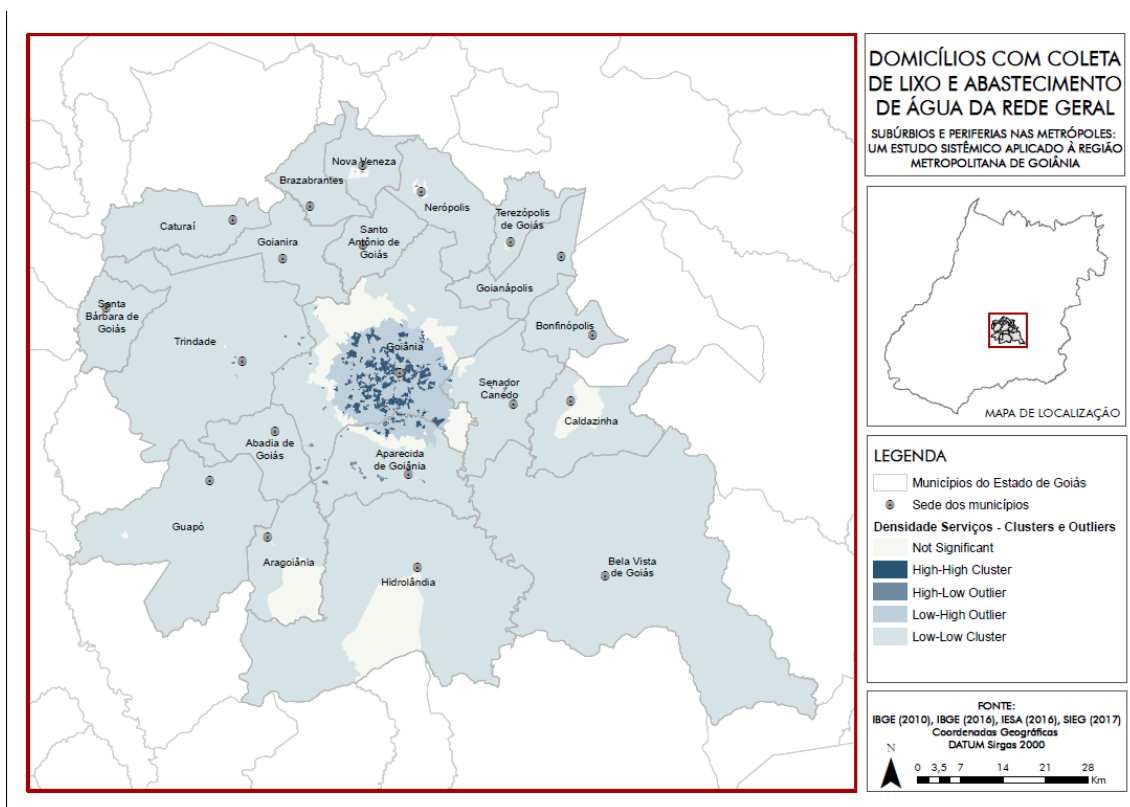 DOMICÍLIOS COM COLETA
DE LIXO E ABASTECIMENTO
DE ÁGUA DA REDE GERAL
SUBÚRBIOS E PERIFERIAS NAS METRÓPOLES:
UM ESTUDO SISTÊMICO APLICADO À REGIÃO
METROPOLITANA DE GOIÂNIA
Nova Veneza
Brazabrantes
Nerópolis
Caturaí
Terezópolis
de Goiás
Goianira
Santo
Antônio de
Goiás
Goianápolis
Santa
Bárbara de
Goiás
Trindade
Bonfinópolis
Goiânia
Senador
Canedo
Caldazinha
Abadia de
Goiás
Aparecida
de Goiânia
Guapó
Aragoiânia
Hidrolândia
Bela Vista
de Goiás
MAPA DE LOCALIZAÇÃO
LEGENDA
Municípios do Estado de Goiás
Sede dos municípios
Densidade Serviços - Clusters e Outliers
Not Significant
High-High Cluster
High-Low Outlier
Low-High Outlier
Low-Low Cluster
FONTE:
IBGE (2010), IBGE (2016), IESA (2016), SIEG (2017)
Coordenadas Geográficas
DATUM Sirgas 2000
N
0 3,5 7 14 21 28
Km